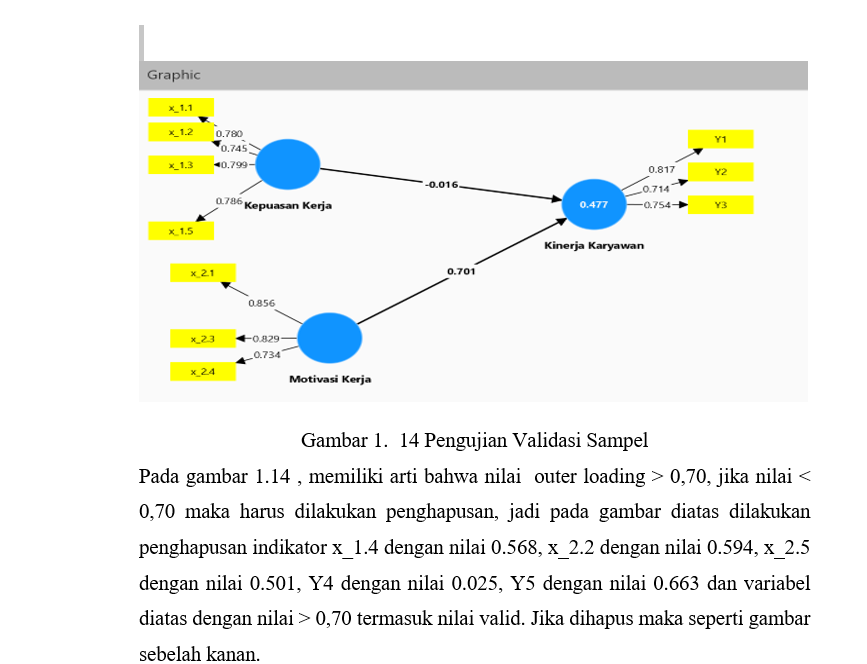 Graphic
x_1.1
x_1.2
x_1.3
x_1.5
0.780
0.745
0.799
0.786
Kepuasan Kerja
-0.016
0.477
Kinerja Karyawan
0.817
0.714
0.754
Y1
Y2
Y3
x_2.1
x_2.3
x_2.4
0.856
0.829
0.734
Motivasi Kerja
0.701
Gambar 1. 14 Pengujian Validasi Sampel
Pada gambar 1.14 , memiliki arti bahwa nilai outer loading > 0,70, jika nilai <
0,70 maka harus dilakukan penghapusan, jadi pada gambar diatas dilakukan
penghapusan indikator x_1.4 dengan nilai 0.568, x_2.2 dengan nilai 0.594, x_2.5
dengan nilai 0.501, Y4 dengan nilai 0.025, Y5 dengan nilai 0.663 dan variabel
diatas dengan nilai > 0,70 termasuk nilai valid. Jika dihapus maka seperti gambar
sebelah kanan.